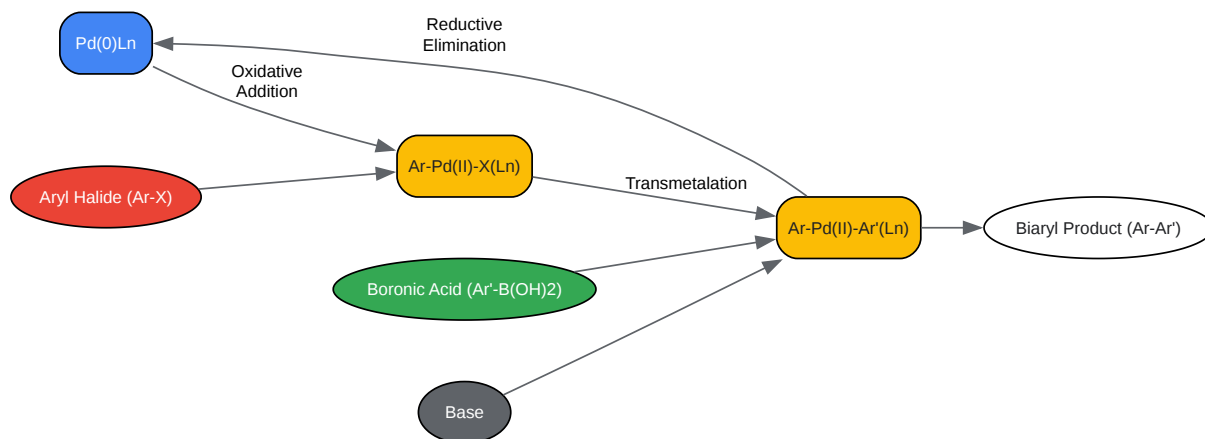 Reductive
Elimination
Pd(0)Ln
Oxidative
Addition
Ar-Pd(II)-X(Ln)
Aryl Halide (Ar-X)
Transmetalation
Ar-Pd(II)-Ar'(Ln)
Biaryl Product (Ar-Ar')
Boronic Acid (Ar'-B(OH)2)
Base